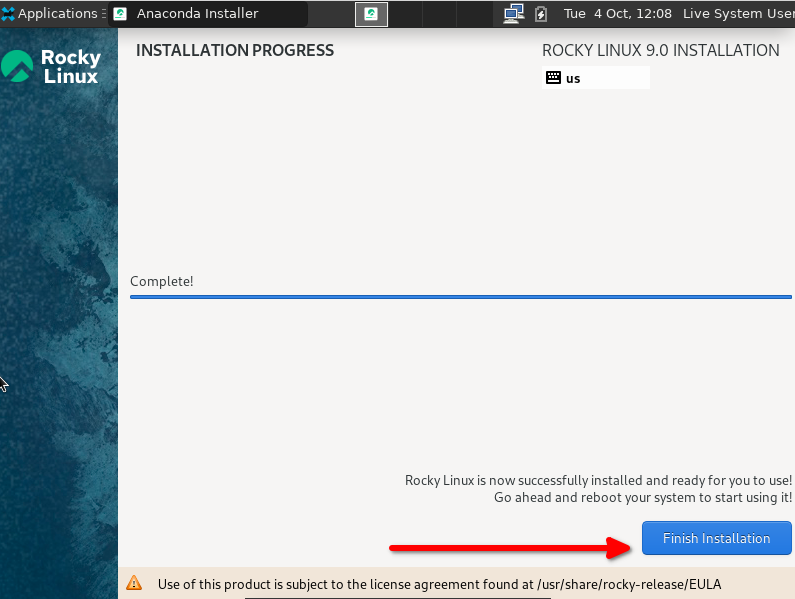 Applications
Anaconda Installer
Tue 4 Oct, 12:08
Live System User
Rocky
Linux
INSTALLATION PROGRESS
ROCKY LINUX 9.0 INSTALLATION
us
Complete!
Rocky Linux is now successfully installed and ready for you to use!
Go ahead and reboot your system to start using it!
Finish Installation
Use of this product is subject to the license agreement found at /usr/share/rocky-release/EULA